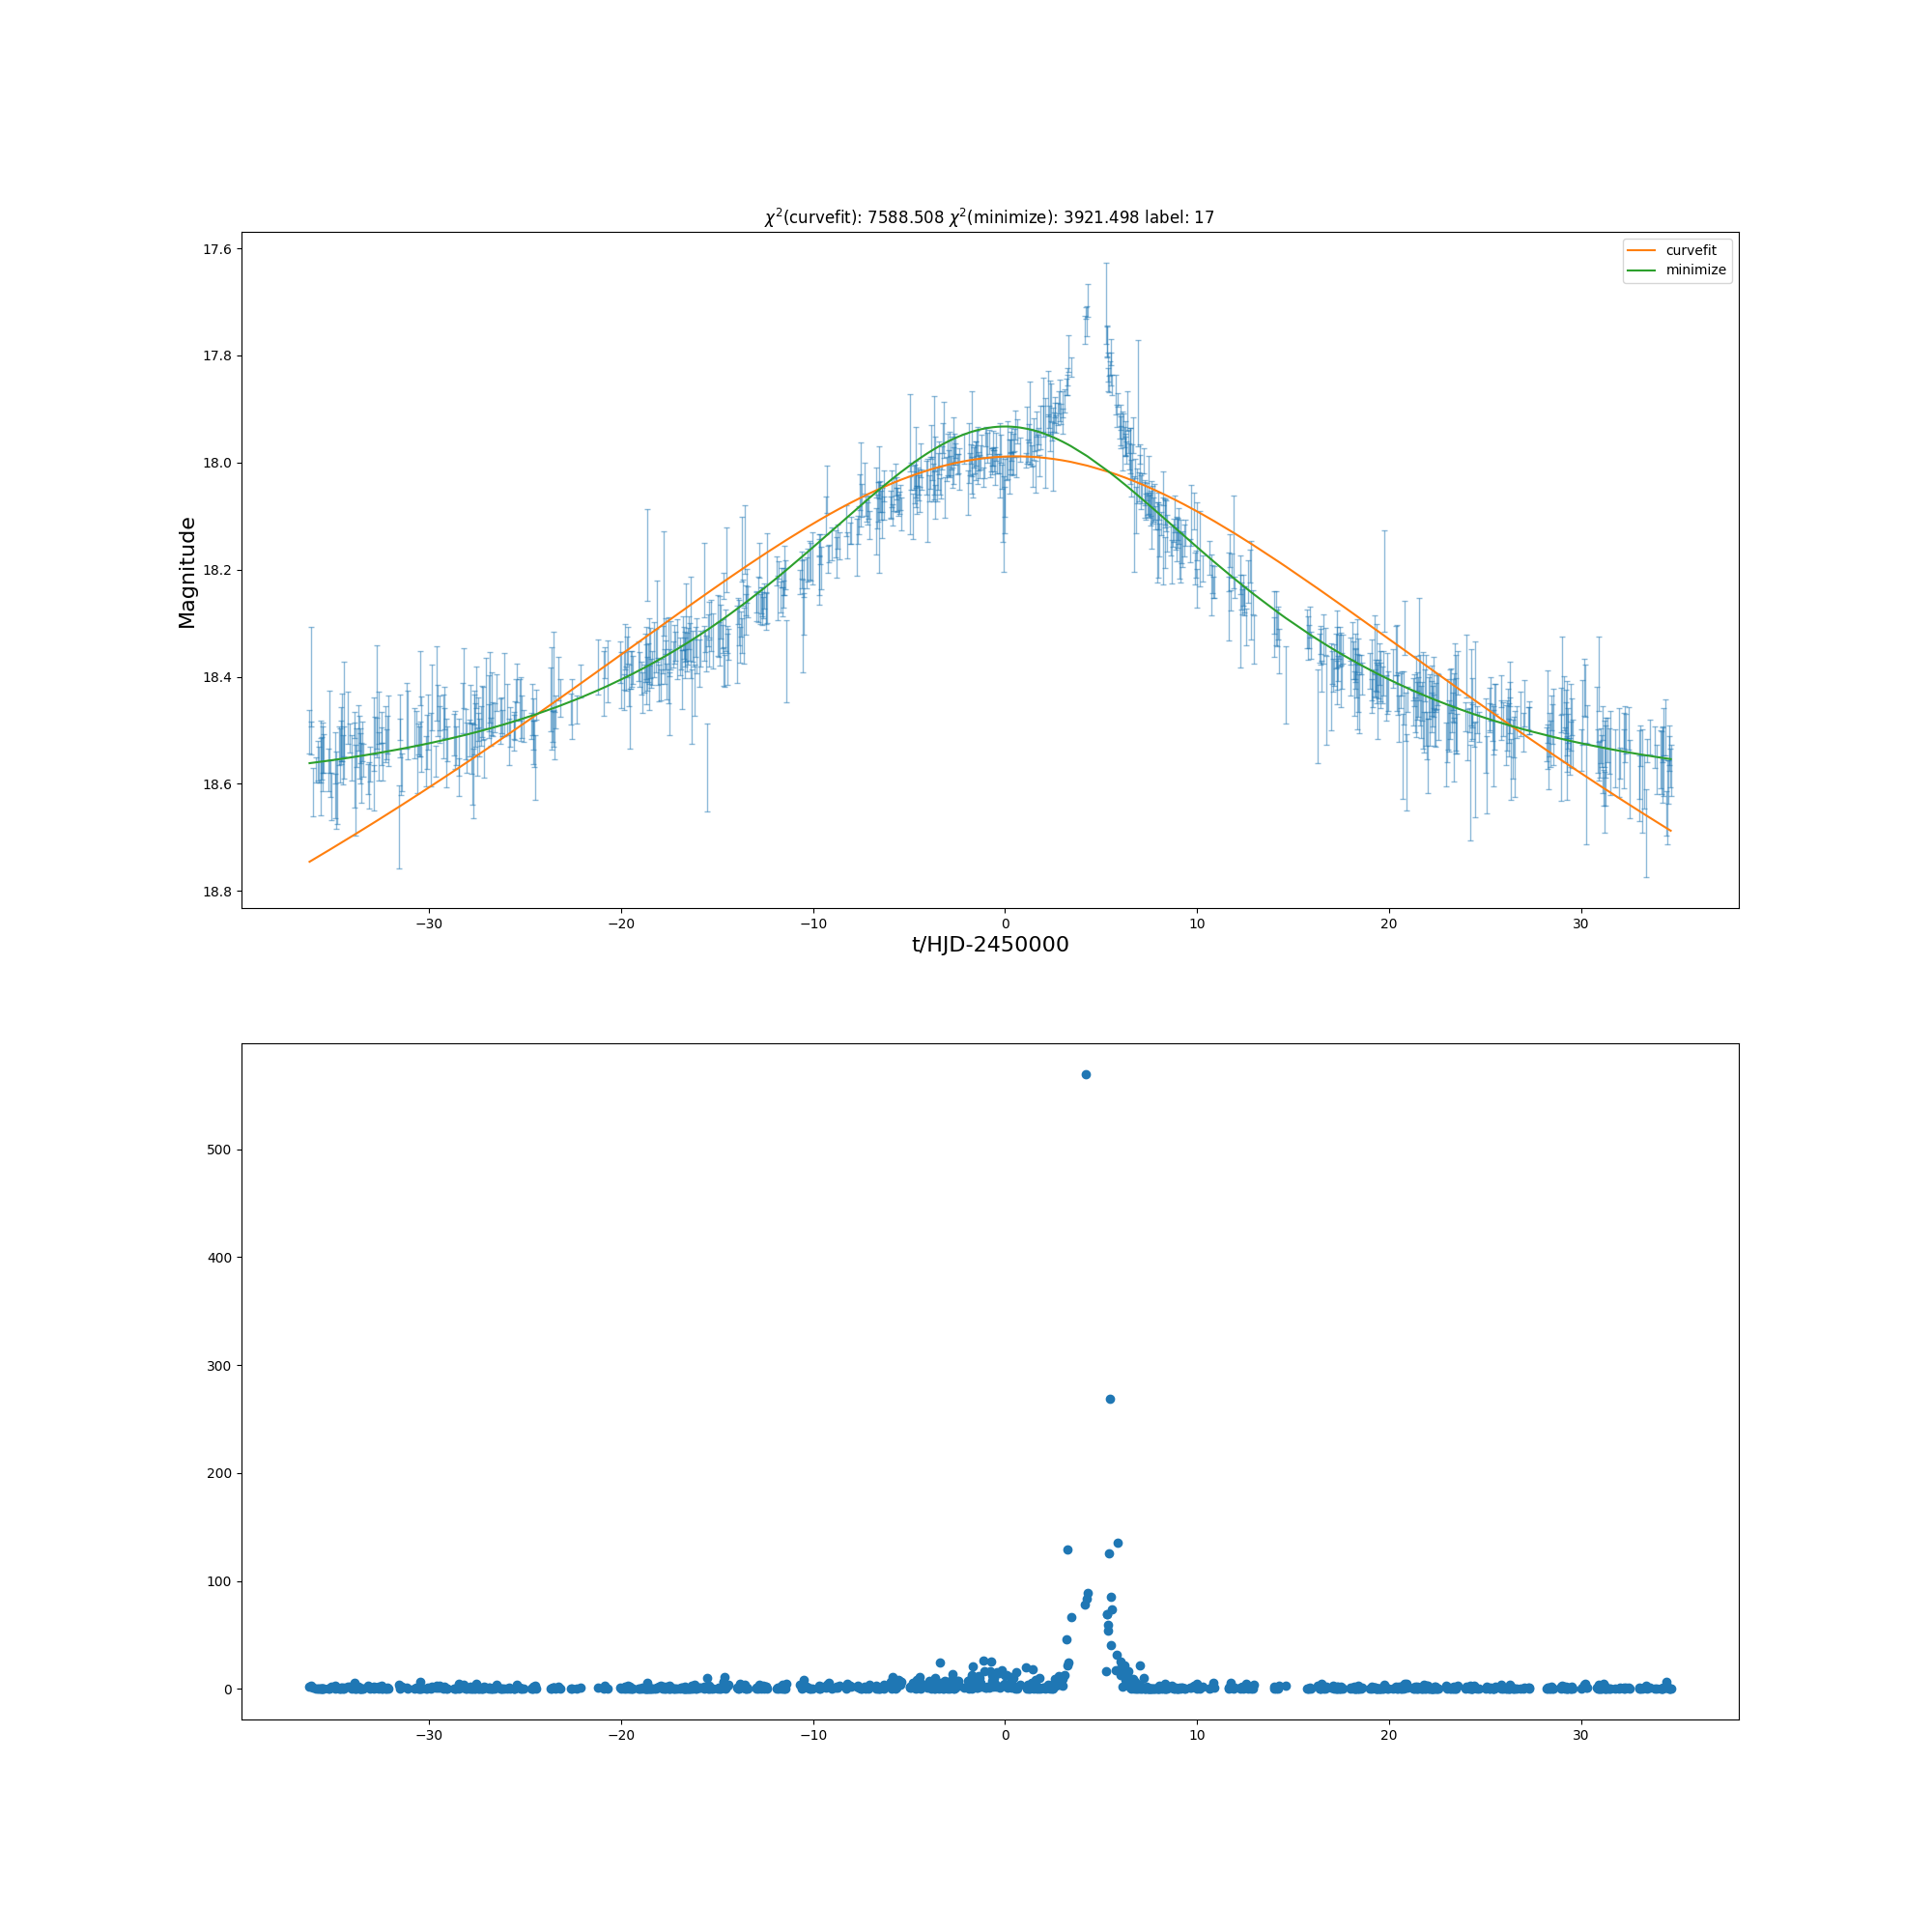 χ²(curvefit): 7588.508 χ²(minimize): 3921.498 label: 17
curvefit
minimize
17.6
17.8
18.0
18.2
18.4
18.6
18.8
Magnitude
−30 −20 −10 0 10 20 30
t/HJD-2450000
500
400
300
200
100
0
−30 −20 −10 0 10 20 30